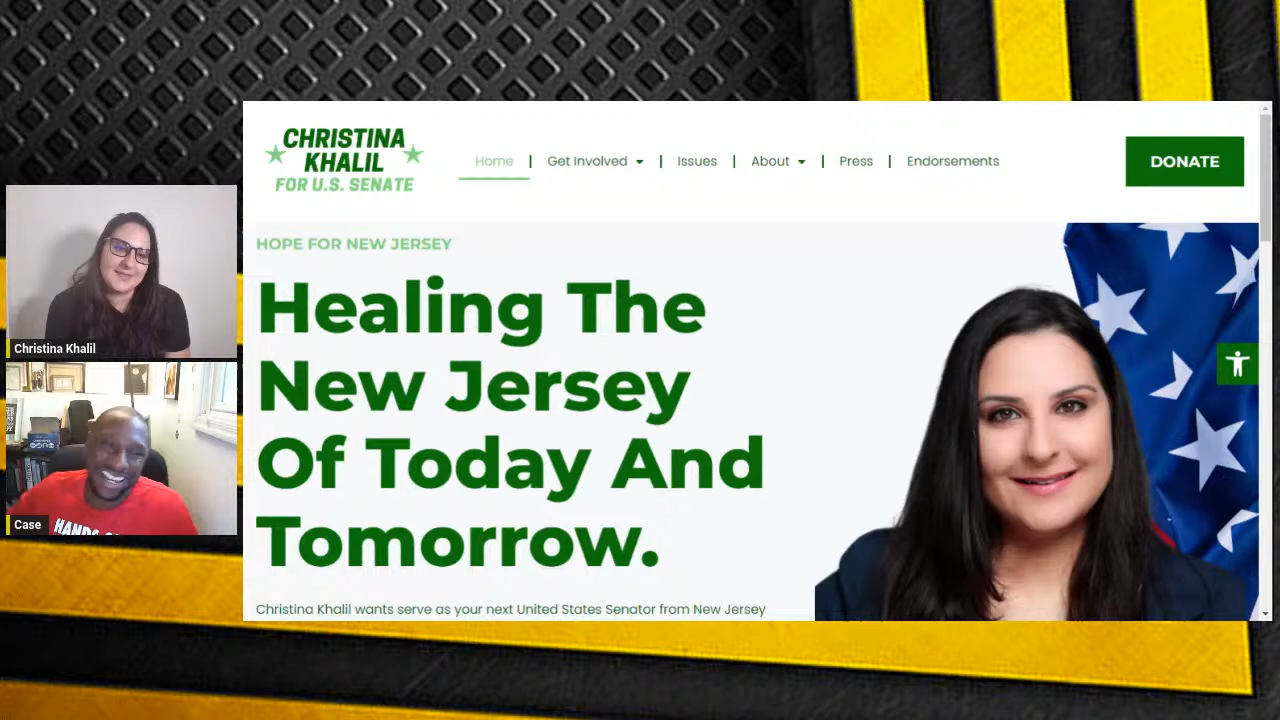 CHRISTINA
KHALIL
FOR U.S. SENATE
Home | Get Involved | Issues | About | Press | Endorsements
DONATE
HOPE FOR NEW JERSEY
Healing The
New Jersey
Of Today And
Tomorrow.
Christina Khalil wants serve as your next United States Senator from New Jersey
Christina Khalil
Case
HANDS